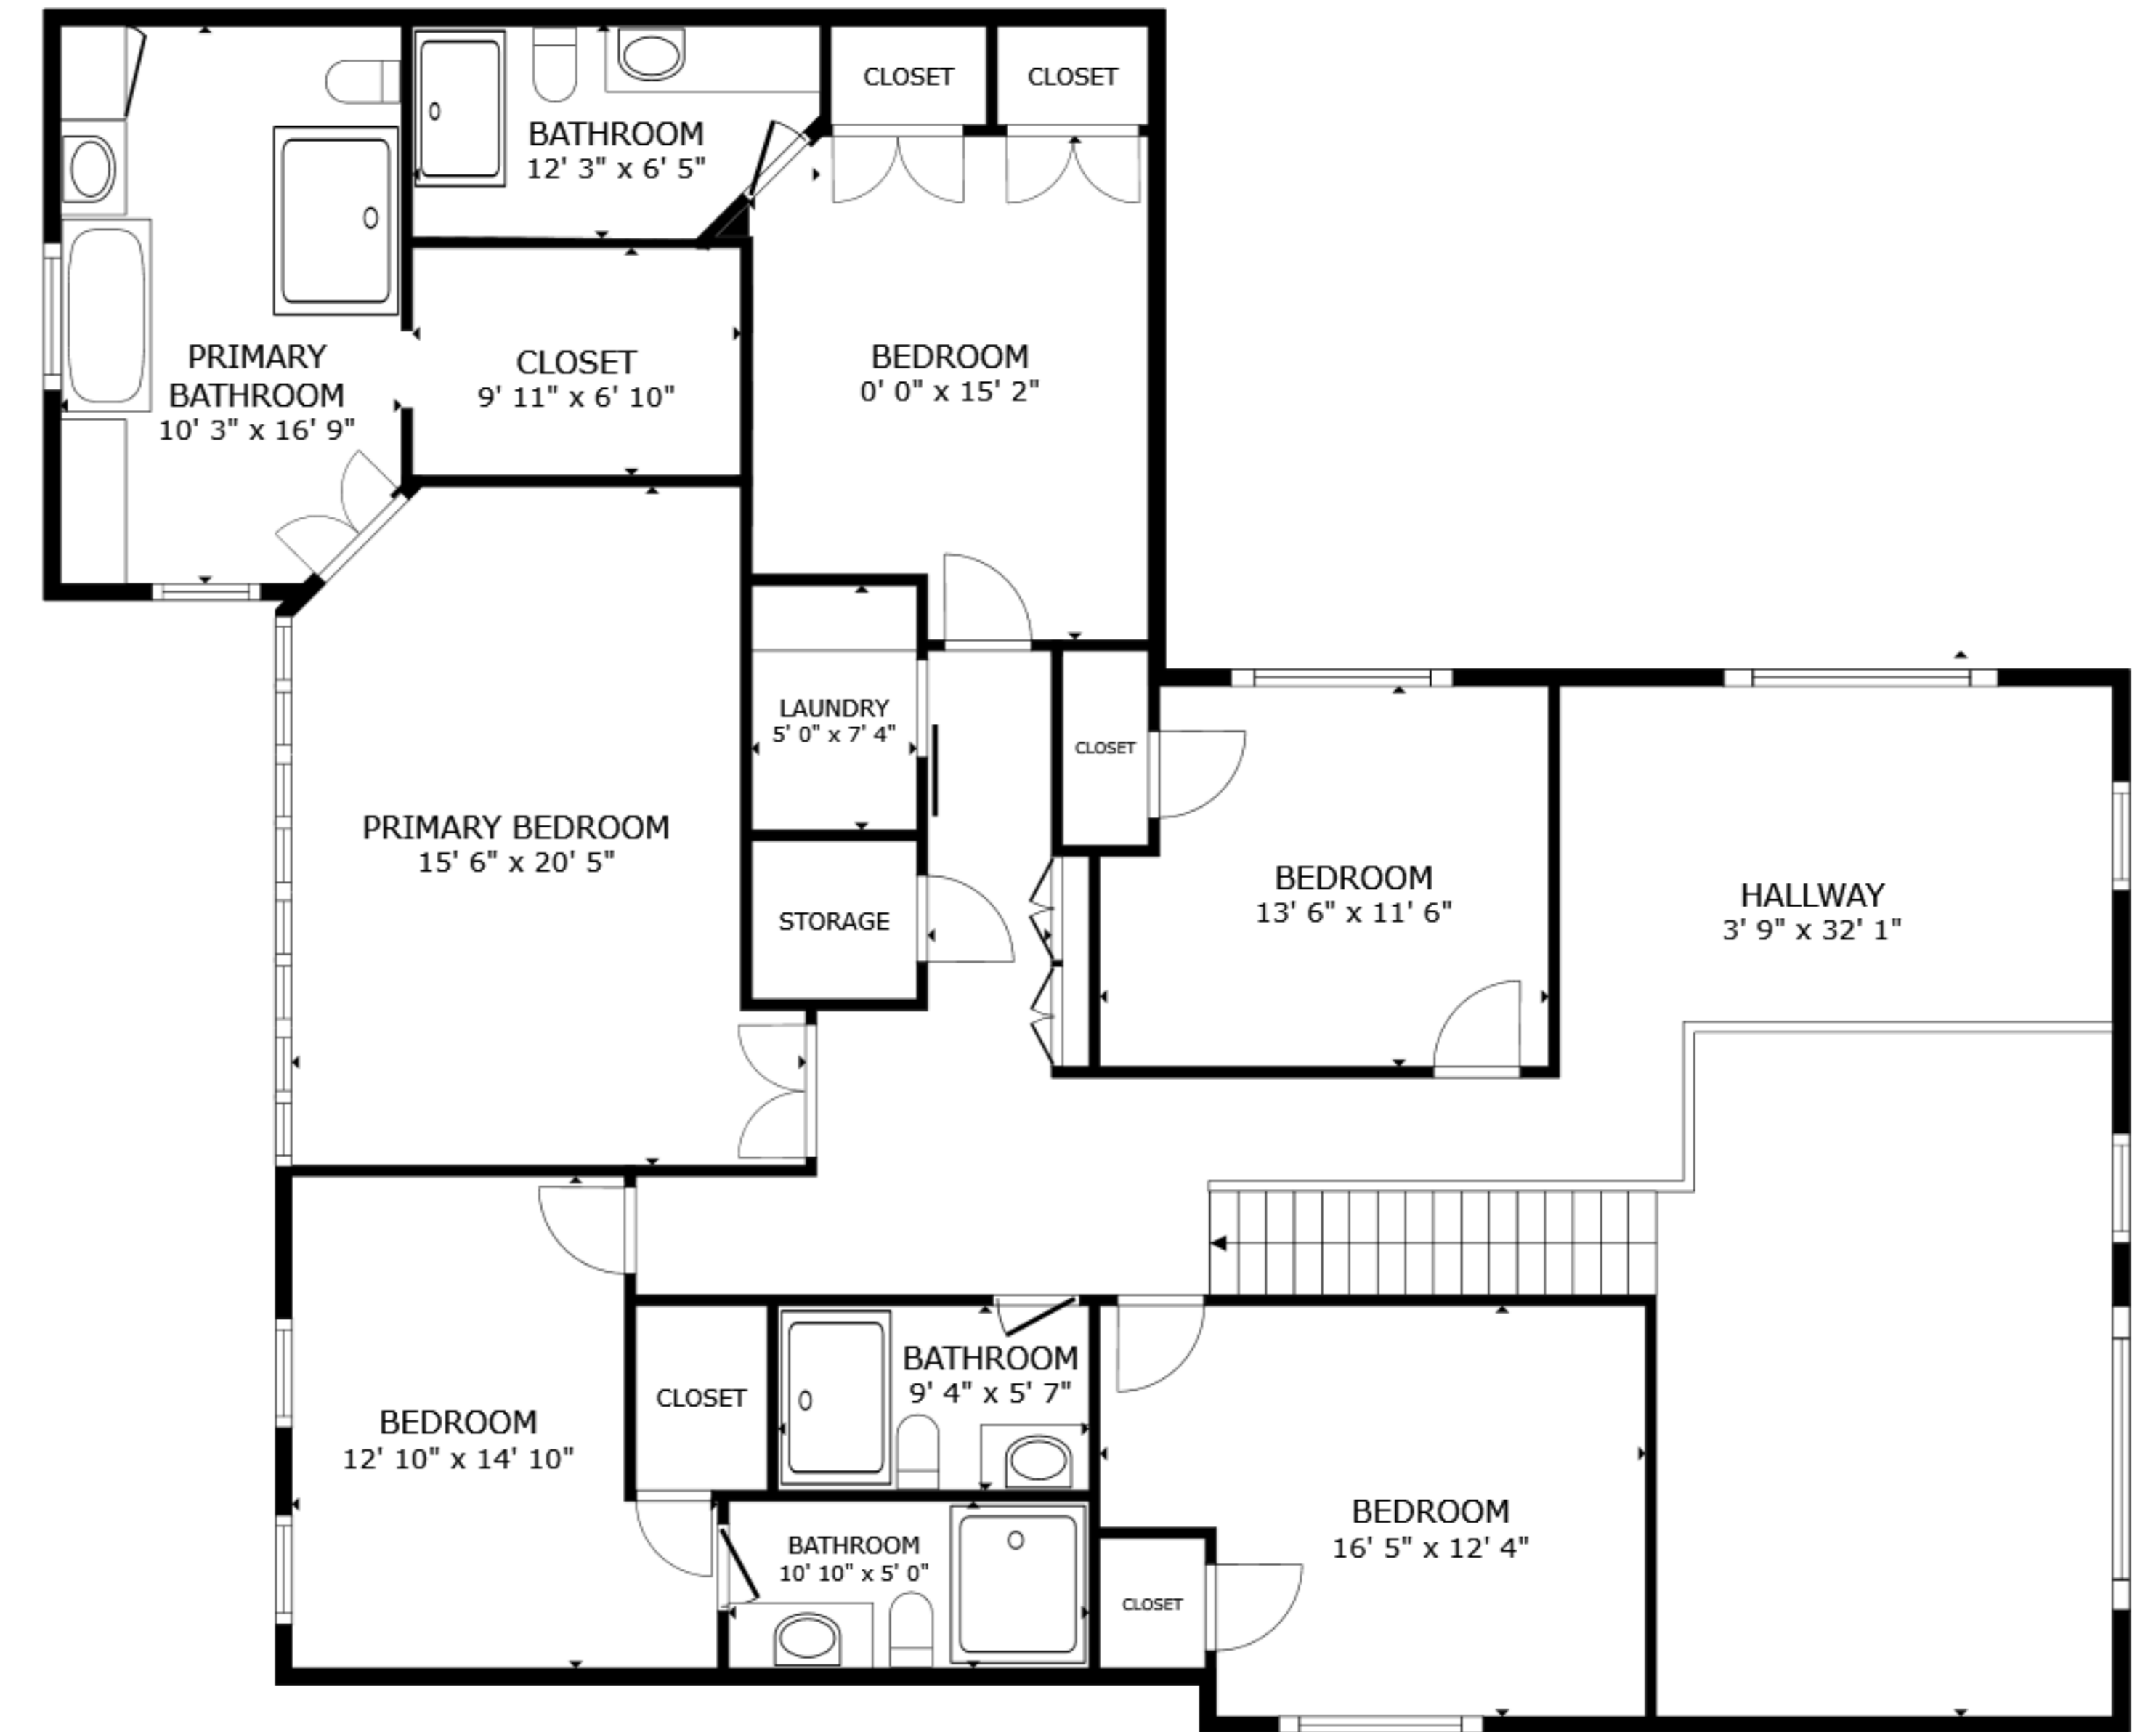 CLOSET
CLOSET
BATHROOM
12' 3" x 6' 5"
PRIMARY
BATHROOM
10' 3" x 16' 9"
CLOSET
9' 11" x 6' 10"
BEDROOM
0' 0" x 15' 2"
LAUNDRY
5' 0" x 7' 4"
CLOSET
PRIMARY BEDROOM
15' 6" x 20' 5"
STORAGE
BEDROOM
13' 6" x 11' 6"
HALLWAY
3' 9" x 32' 1"
BATHROOM
9' 4" x 5' 7"
CLOSET
BEDROOM
12' 10" x 14' 10"
BEDROOM
16' 5" x 12' 4"
BATHROOM
10' 10" x 5' 0"
CLOSET